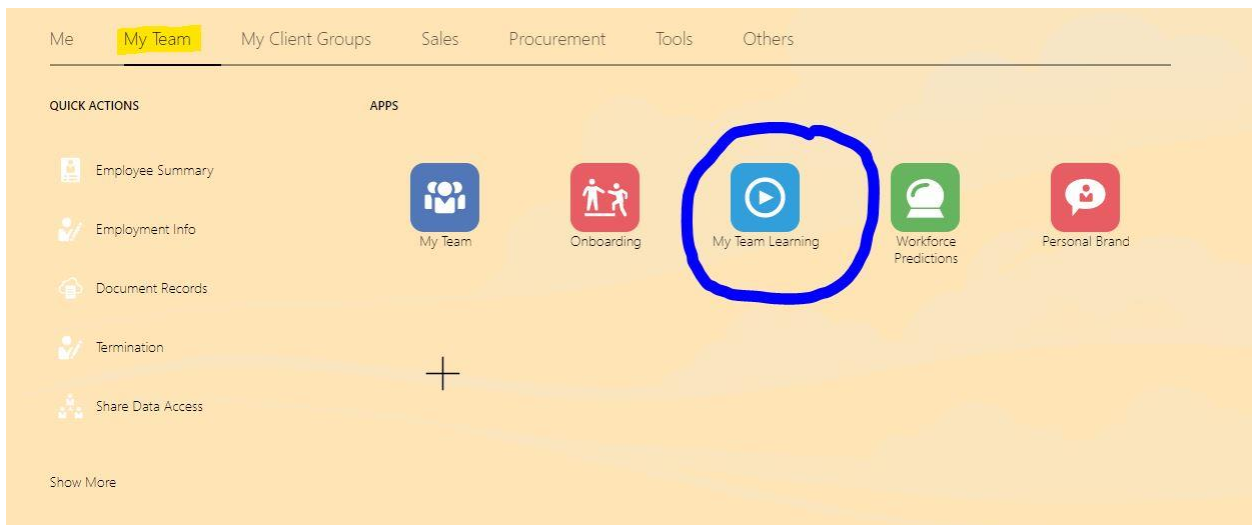 Me My Team My Client Groups Sales Procurement Tools Others
QUICK ACTIONS
Employee Summary
Employment Info
Document Records
Termination
Share Data Access
Show More
APPS
My Team
Onboarding
My Team Learning
Workforce
Predictions
Personal Brand